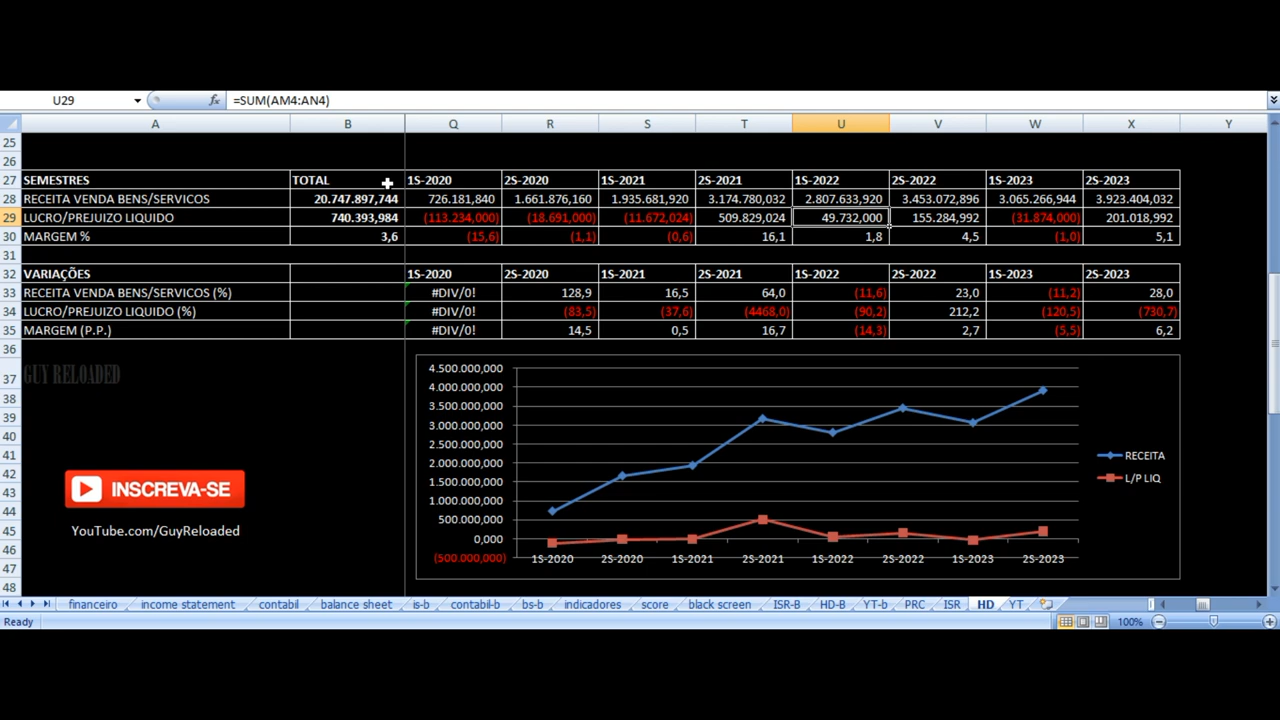 U29 =SUM(AM4:AN4)
A B Q R S T U V W X Y
25
26
27 SEMESTRES TOTAL 1S-2020 2S-2020 1S-2021 2S-2021 1S-2022 2S-2022 1S-2023 2S-2023
28 RECEITA VENDA BENS/SERVICOS 20.747.897,744 726.181,840 1.661.876,160 1.935.681,920 3.174.780,032 2.807.633,920 3.453.072,896 3.065.266,944 3.923.404,032
29 LUCRO/PREJUIZO LIQUIDO 740.393,984 (113.234,000) (18.691,000) (11.672,024) 509.829,024 49.732,000 155.284,992 (31.874,000) 201.018,992
30 MARGEM % 3,6 (15,6) (1,1) (0,6) 16,1 1,8 4,5 (1,0) 5,1
31
32 VARIAÇÕES 1S-2020 2S-2020 1S-2021 2S-2021 1S-2022 2S-2022 1S-2023 2S-2023
33 RECEITA VENDA BENS/SERVICOS (%) #DIV/0! 128,9 16,5 64,0 (11,6) 23,0 (11,2) 28,0
34 LUCRO/PREJUIZO LIQUIDO (%) #DIV/0! (83,5) (37,6) (4468,0) (90,2) 212,2 (120,5) (730,7)
35 MARGEM (P.P.) #DIV/0! 14,5 0,5 16,7 (14,3) 2,7 (5,5) 6,2
36
37 GUY RELOADED
38
39
40
41
42
43
44
45
46
47
48
4.500.000,000
4.000.000,000
3.500.000,000
3.000.000,000
2.500.000,000
2.000.000,000
1.500.000,000
1.000.000,000
500.000,000
0,000
(500.000,000)
1S-2020 2S-2020 1S-2021 2S-2021 1S-2022 2S-2022 1S-2023 2S-2023
RECEITA
L/P LIQ
INSCREVA-SE
YouTube.com/GuyReloaded
financeiro income statement contabil balance sheet is-b contabil-b bs-b indicadores score black screen ISR-B HD-B YT-b PRC ISR HD YT
Ready 100%